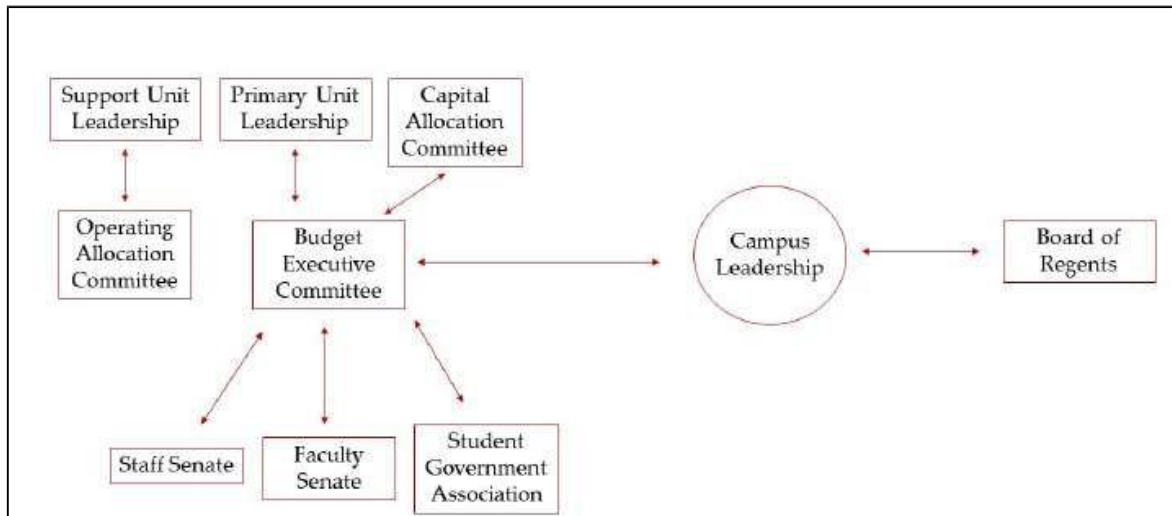 Support Unit
Leadership
Primary Unit
Leadership
Capital
Allocation
Committee
Operating
Allocation
Committee
Budget
Executive
Committee
Campus
Leadership
Board of
Regents
Staff Senate
Faculty
Senate
Student
Government
Association